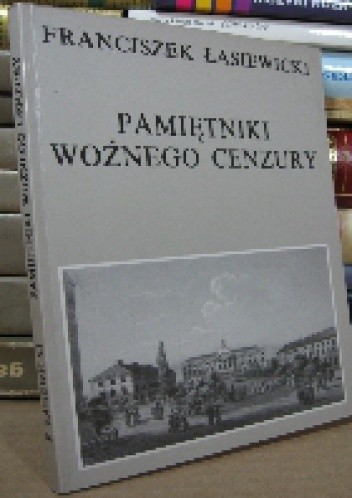 FRANCISZEK ŁASIEWICKI
PAMIĘTNIKI
WOŹNEGO CENZURY